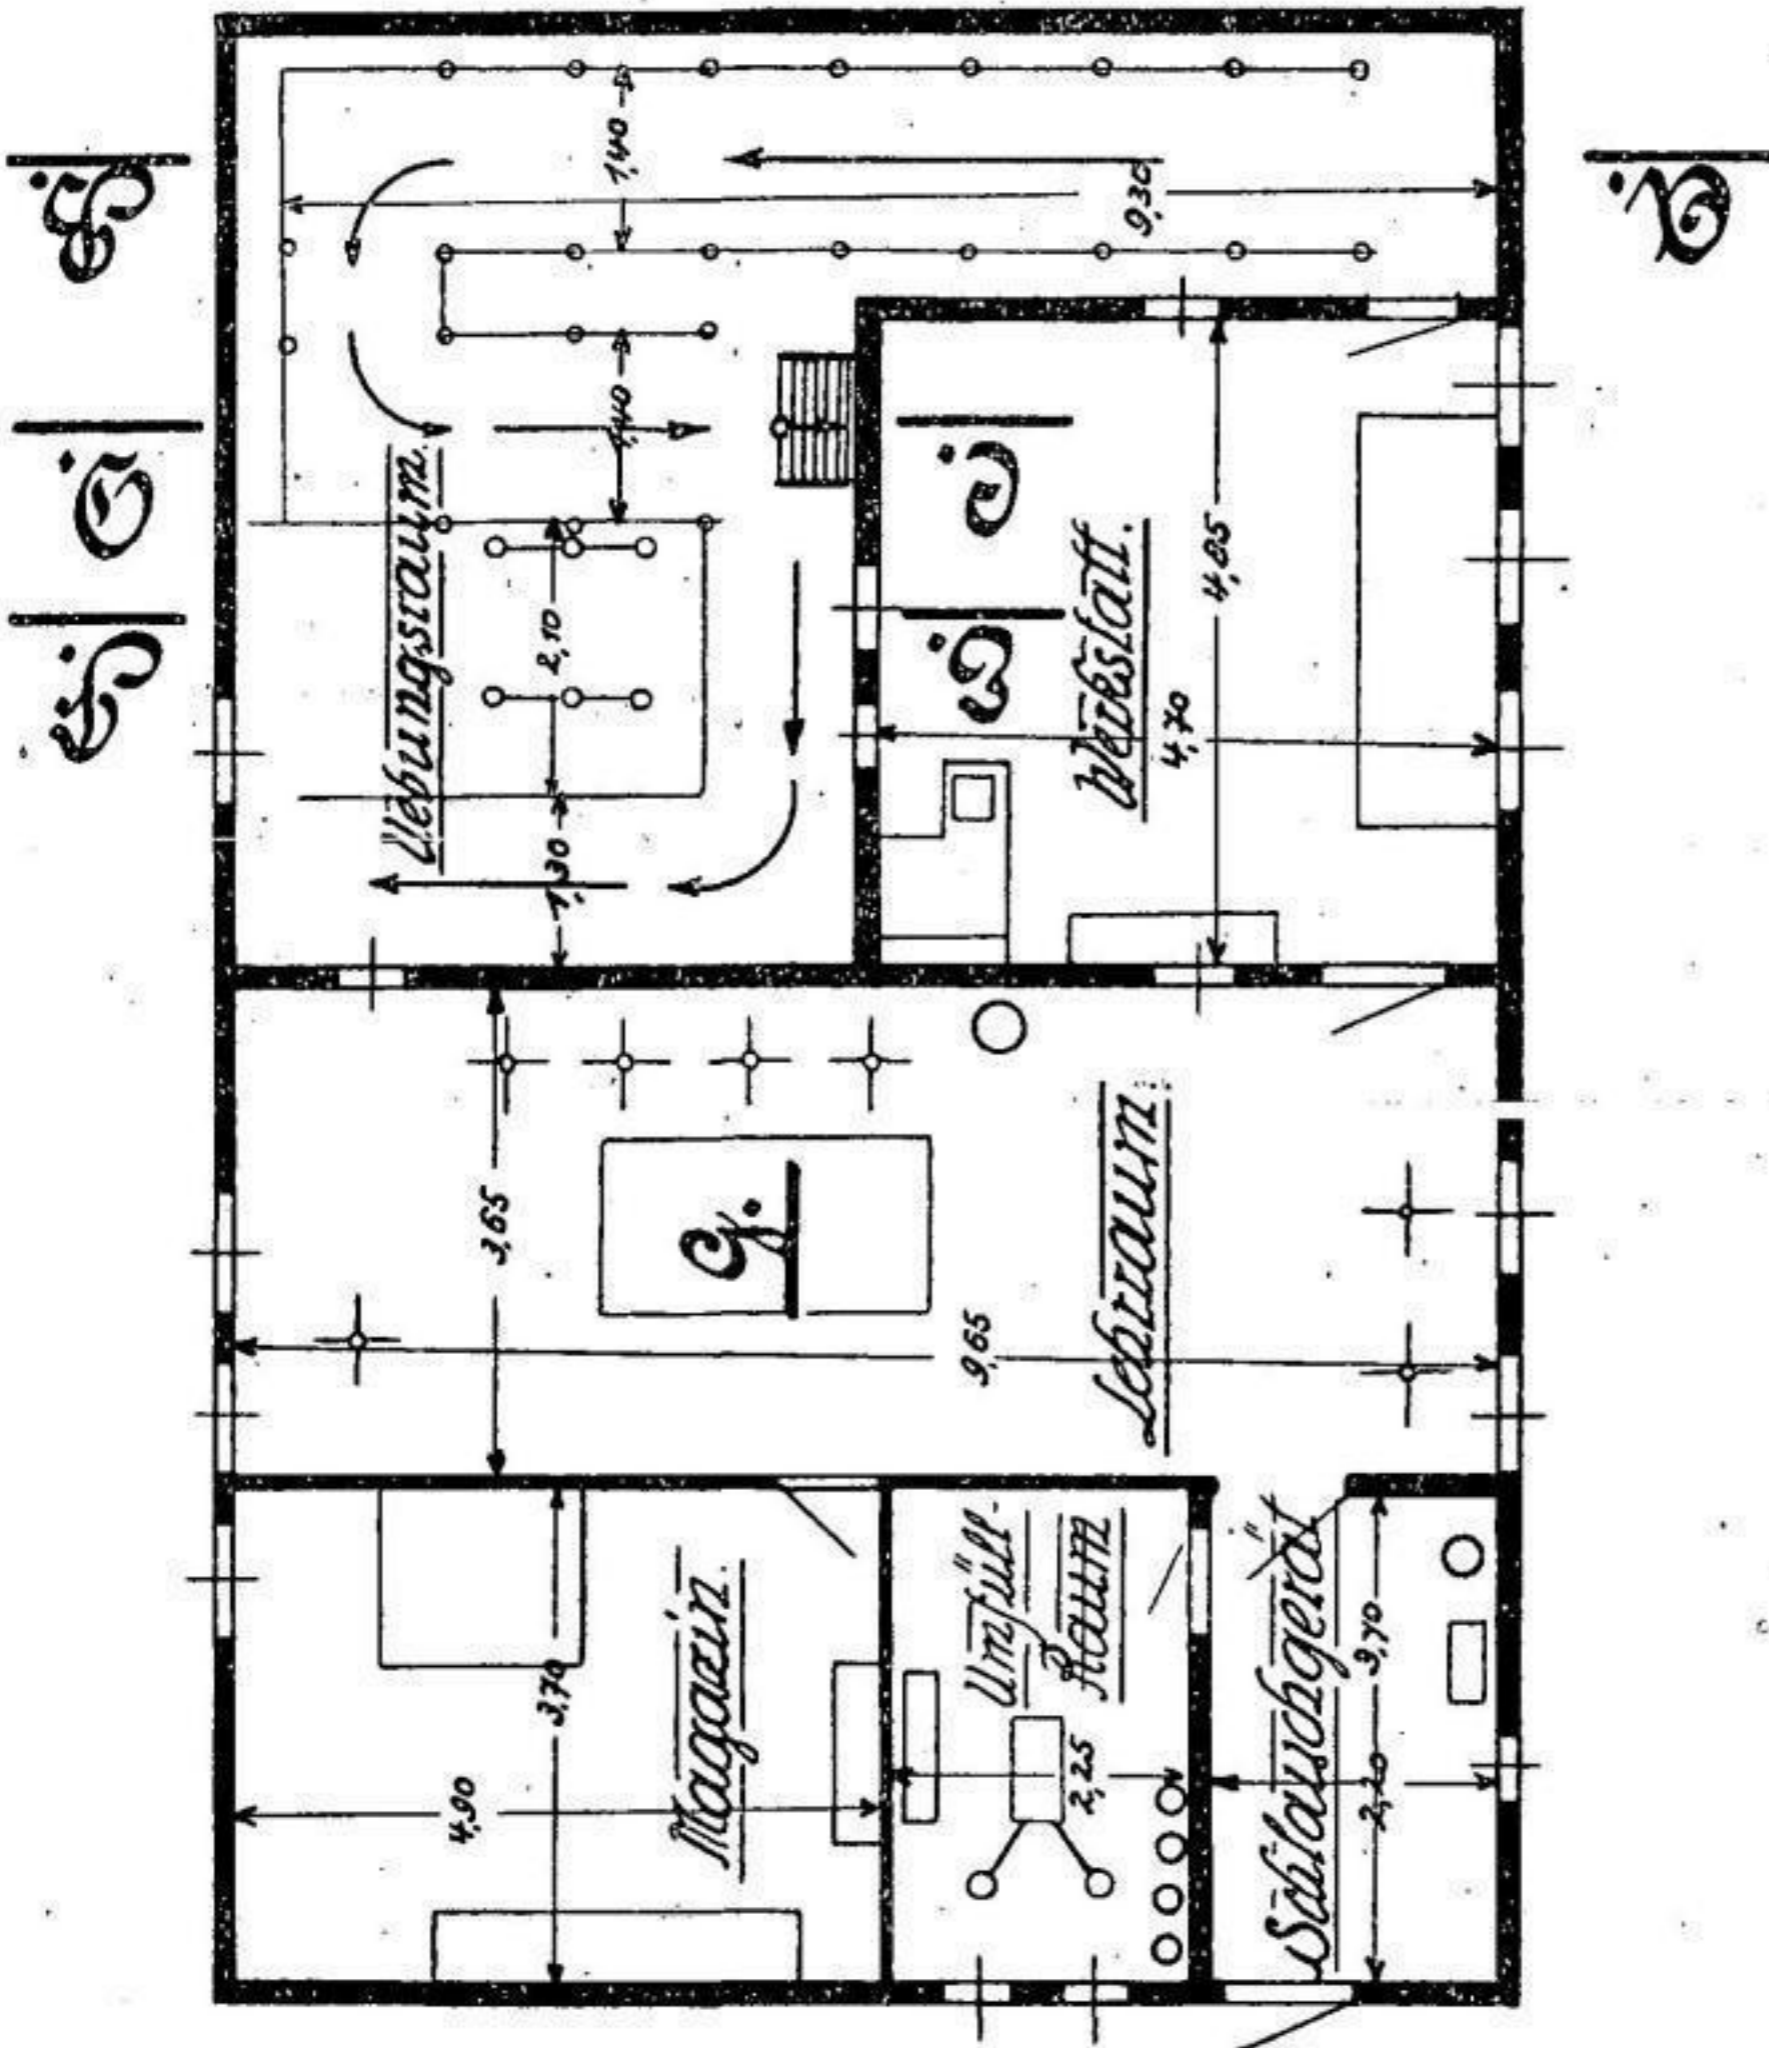 B.
A.
1,40
9,30
D.
C.
1,40
Uebungsraum.
Werkstatt.
4,85
F.
E.
2,10
4,70
1,30
3,65
G.
9,65
Lehrraum.
Magazin.
3,70
4,90
Umfüll-
Raum
2,25
Schlauchgerät
3,70
2,20